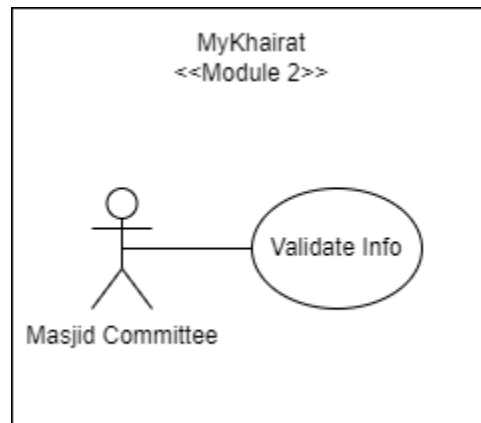 MyKhairat
<<Module 2>>
Validate Info
Masjid Committee